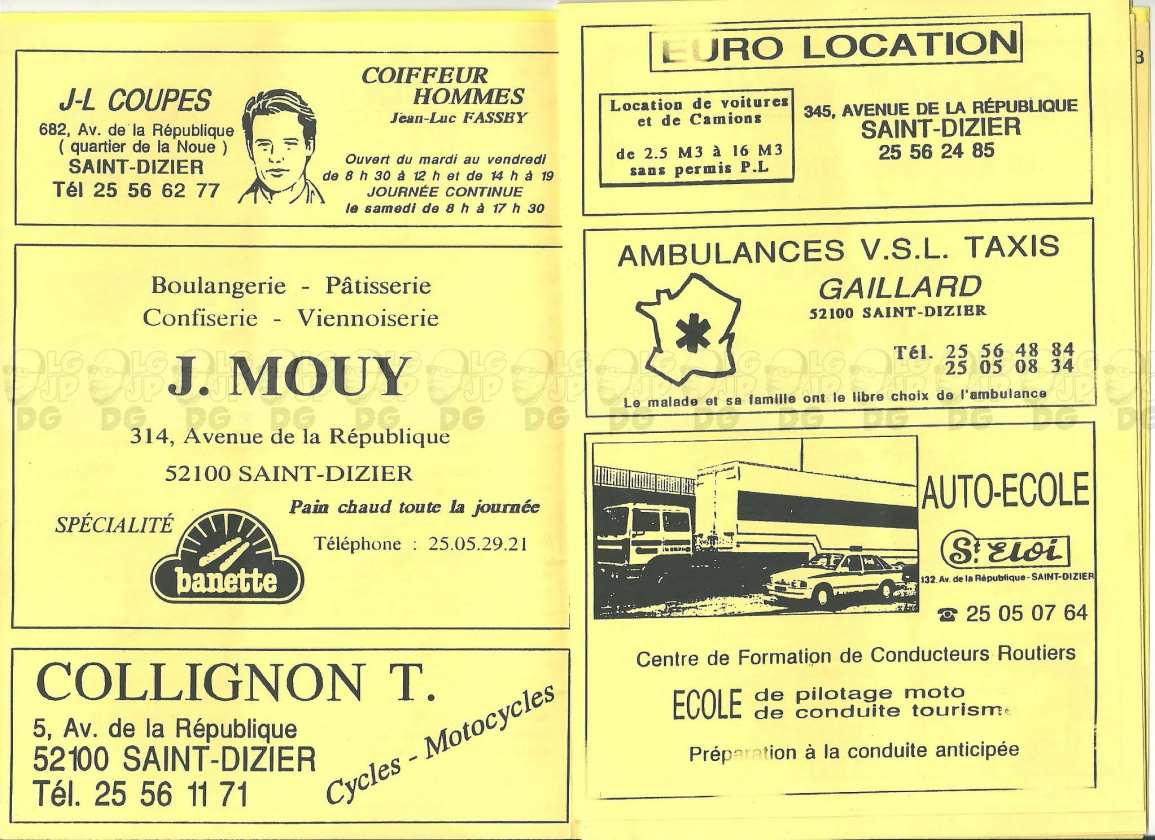 J-L COUPES
682, Av. de la République
( quartier de la Noue )
SAINT-DIZIER
Tél 25 56 62 77
COIFFEUR
HOMMES
Jean-Luc FASSEY
Ouvert du mardi au vendredi
de 8 h 30 à 12 h et de 14 h à 19
JOURNÉE CONTINUE
le samedi de 8 h à 17 h 30
Boulangerie - Pâtisserie
Confiserie - Viennoiserie
J. MOUY
314, Avenue de la République
52100 SAINT-DIZIER
Pain chaud toute la journée
SPÉCIALITÉ
banette
Téléphone : 25.05.29.21
COLLIGNON T.
5, Av. de la République
52100 SAINT-DIZIER
Tél. 25 56 11 71
Cycles - Motocycles
EURO LOCATION
Location de voitures
et de Camions
de 2.5 M3 à 16 M3
sans permis P.L
345, AVENUE DE LA RÉPUBLIQUE
SAINT-DIZIER
25 56 24 85
AMBULANCES V.S.L. TAXIS
GAILLARD
52100 SAINT-DIZIER
Tél. 25 56 48 84
25 05 08 34
Le malade et sa famille ont le libre choix de l'ambulance
AUTO-ECOLE
St Eloi
132, Av. de la République - SAINT-DIZIER
☎ 25 05 07 64
Centre de Formation de Conducteurs Routiers
ECOLE de pilotage moto
de conduite tourisme
Préparation à la conduite anticipée
LG JP DG